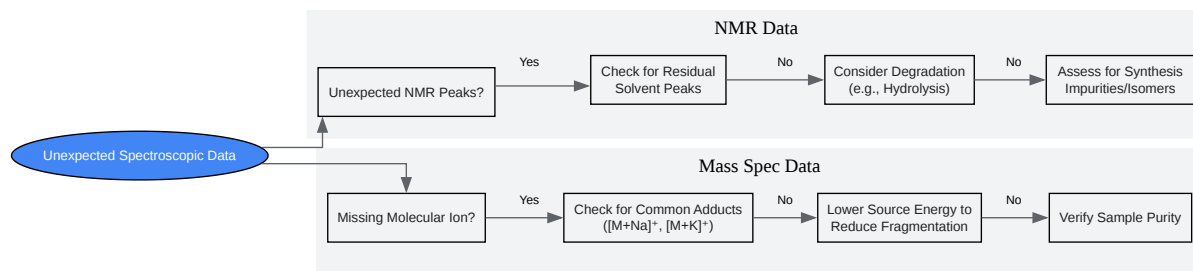 NMR Data
Unexpected NMR Peaks?
Yes
Check for Residual
Solvent Peaks
No
Consider Degradation
(e.g., Hydrolysis)
No
Assess for Synthesis
Impurities/Isomers
Unexpected Spectroscopic Data
Mass Spec Data
Missing Molecular Ion?
Yes
Check for Common Adducts
([M+Na]⁺, [M+K]⁺)
No
Lower Source Energy to
Reduce Fragmentation
No
Verify Sample Purity